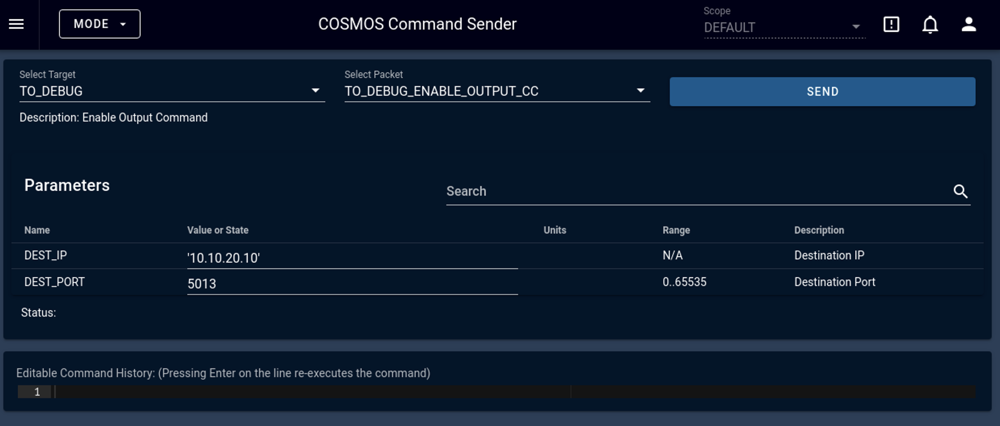 MODE
COSMOS Command Sender
Scope
DEFAULT
Select Target
TO_DEBUG
Select Packet
TO_DEBUG_ENABLE_OUTPUT_CC
SEND
Description: Enable Output Command
Parameters
Search
Name Value or State Units Range Description
DEST_IP '10.10.20.10' N/A Destination IP
DEST_PORT 5013 0..65535 Destination Port
Status:
Editable Command History: (Pressing Enter on the line re-executes the command)
1